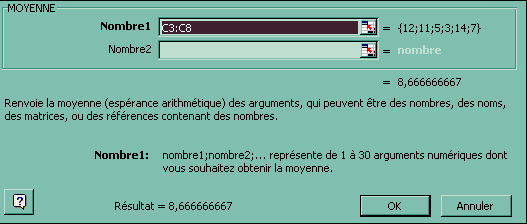 MOYENNE
Nombre1 C3:C8 = {12;11;5;3;14;7}
Nombre2 = nombre
= 8,666666667
Renvoie la moyenne (espérance arithmétique) des arguments, qui peuvent être des nombres, des noms,
des matrices, ou des références contenant des nombres.
Nombre1: nombre1;nombre2;... représente de 1 à 30 arguments numériques dont
vous souhaitez obtenir la moyenne.
? Résultat = 8,666666667 OK Annuler